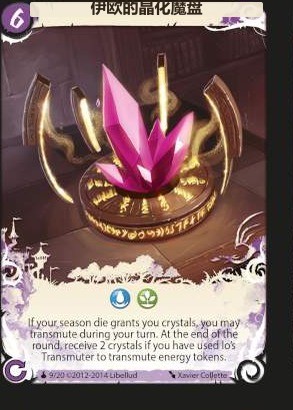 6
伊欧的晶化魔盘
If your season die grants you crystals, you may
transmute during your turn. At the end of the
round, receive 2 crystals if you have used Io's
Transmuter to transmute energy tokens.
9/20 ©2012-2014 Libellud Xavier Collette